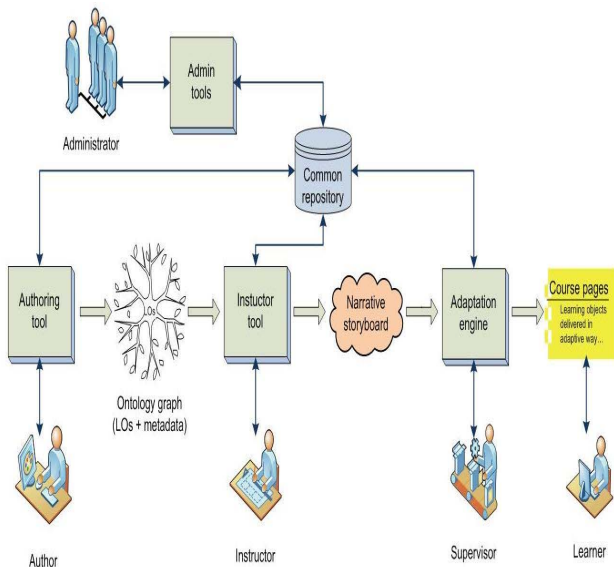 Admin
tools
Administrator
Common
repository
Authoring
tool
LOs
Instuctor
tool
Narrative
storyboard
Adaptation
engine
Course pages
Learning objects
delivered in
adaptive way...
Ontology graph
(LOs + metadata)
Author
Instructor
Supervisor
Learner